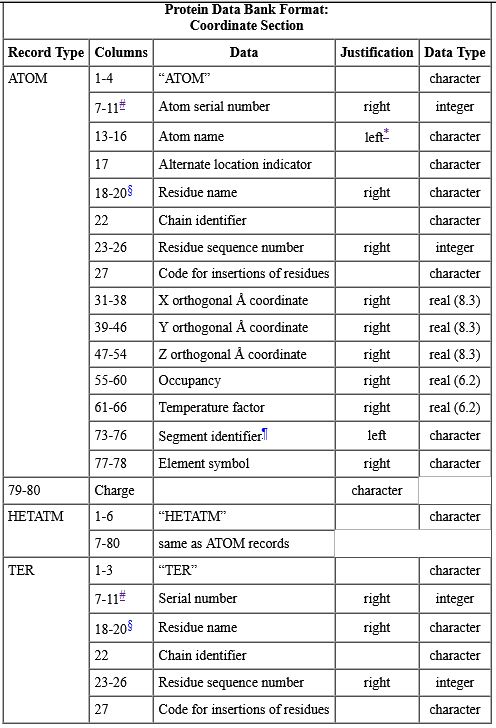 Protein Data Bank Format:
Coordinate Section
Record Type Columns Data Justification Data Type
ATOM 1-4 “ATOM” character
7-11# Atom serial number right integer
13-16 Atom name left* character
17 Alternate location indicator character
18-20§ Residue name right character
22 Chain identifier character
23-26 Residue sequence number right integer
27 Code for insertions of residues character
31-38 X orthogonal Å coordinate right real (8.3)
39-46 Y orthogonal Å coordinate right real (8.3)
47-54 Z orthogonal Å coordinate right real (8.3)
55-60 Occupancy right real (6.2)
61-66 Temperature factor right real (6.2)
73-76 Segment identifier¶ left character
77-78 Element symbol right character
79-80 Charge character
HETATM 1-6 “HETATM” character
7-80 same as ATOM records
TER 1-3 “TER” character
7-11# Serial number right integer
18-20§ Residue name right character
22 Chain identifier character
23-26 Residue sequence number right integer
27 Code for insertions of residues character